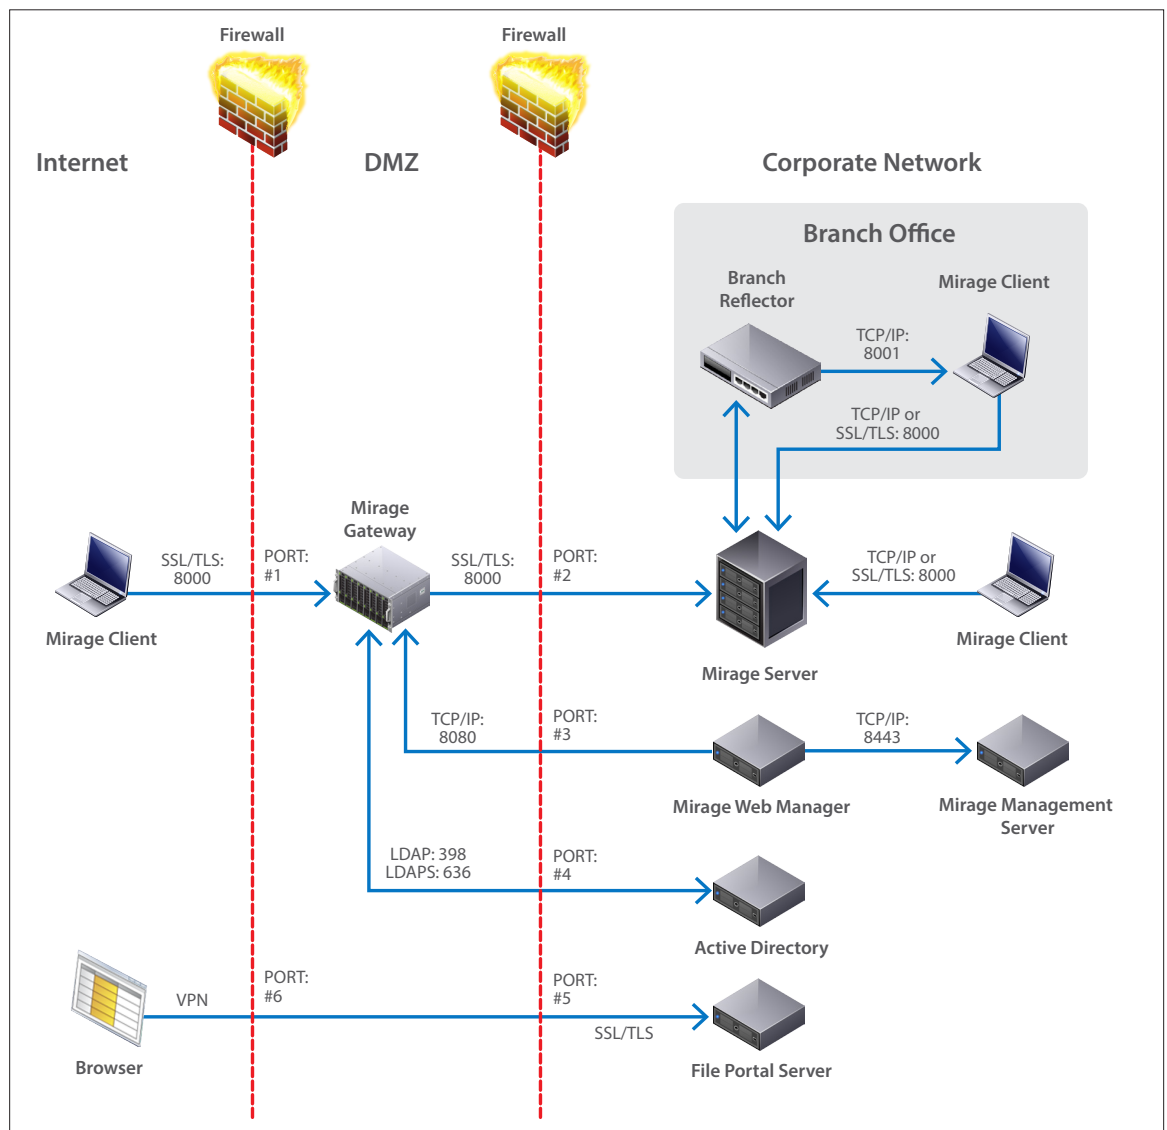 Firewall
Firewall
Internet
DMZ
Corporate Network
Branch Office
Branch
Reflector
Mirage Client
TCP/IP:
8001
TCP/IP or
SSL/TLS: 8000
Mirage
Gateway
SSL/TLS:
8000
PORT:
#1
SSL/TLS:
8000
PORT:
#2
TCP/IP or
SSL/TLS: 8000
Mirage Client
Mirage Client
Mirage Server
TCP/IP:
8080
PORT:
#3
TCP/IP:
8443
Mirage Web Manager
Mirage Management
Server
LDAP: 398
LDAPS: 636
PORT:
#4
Active Directory
VPN
PORT:
#6
PORT:
#5
SSL/TLS
Browser
File Portal Server